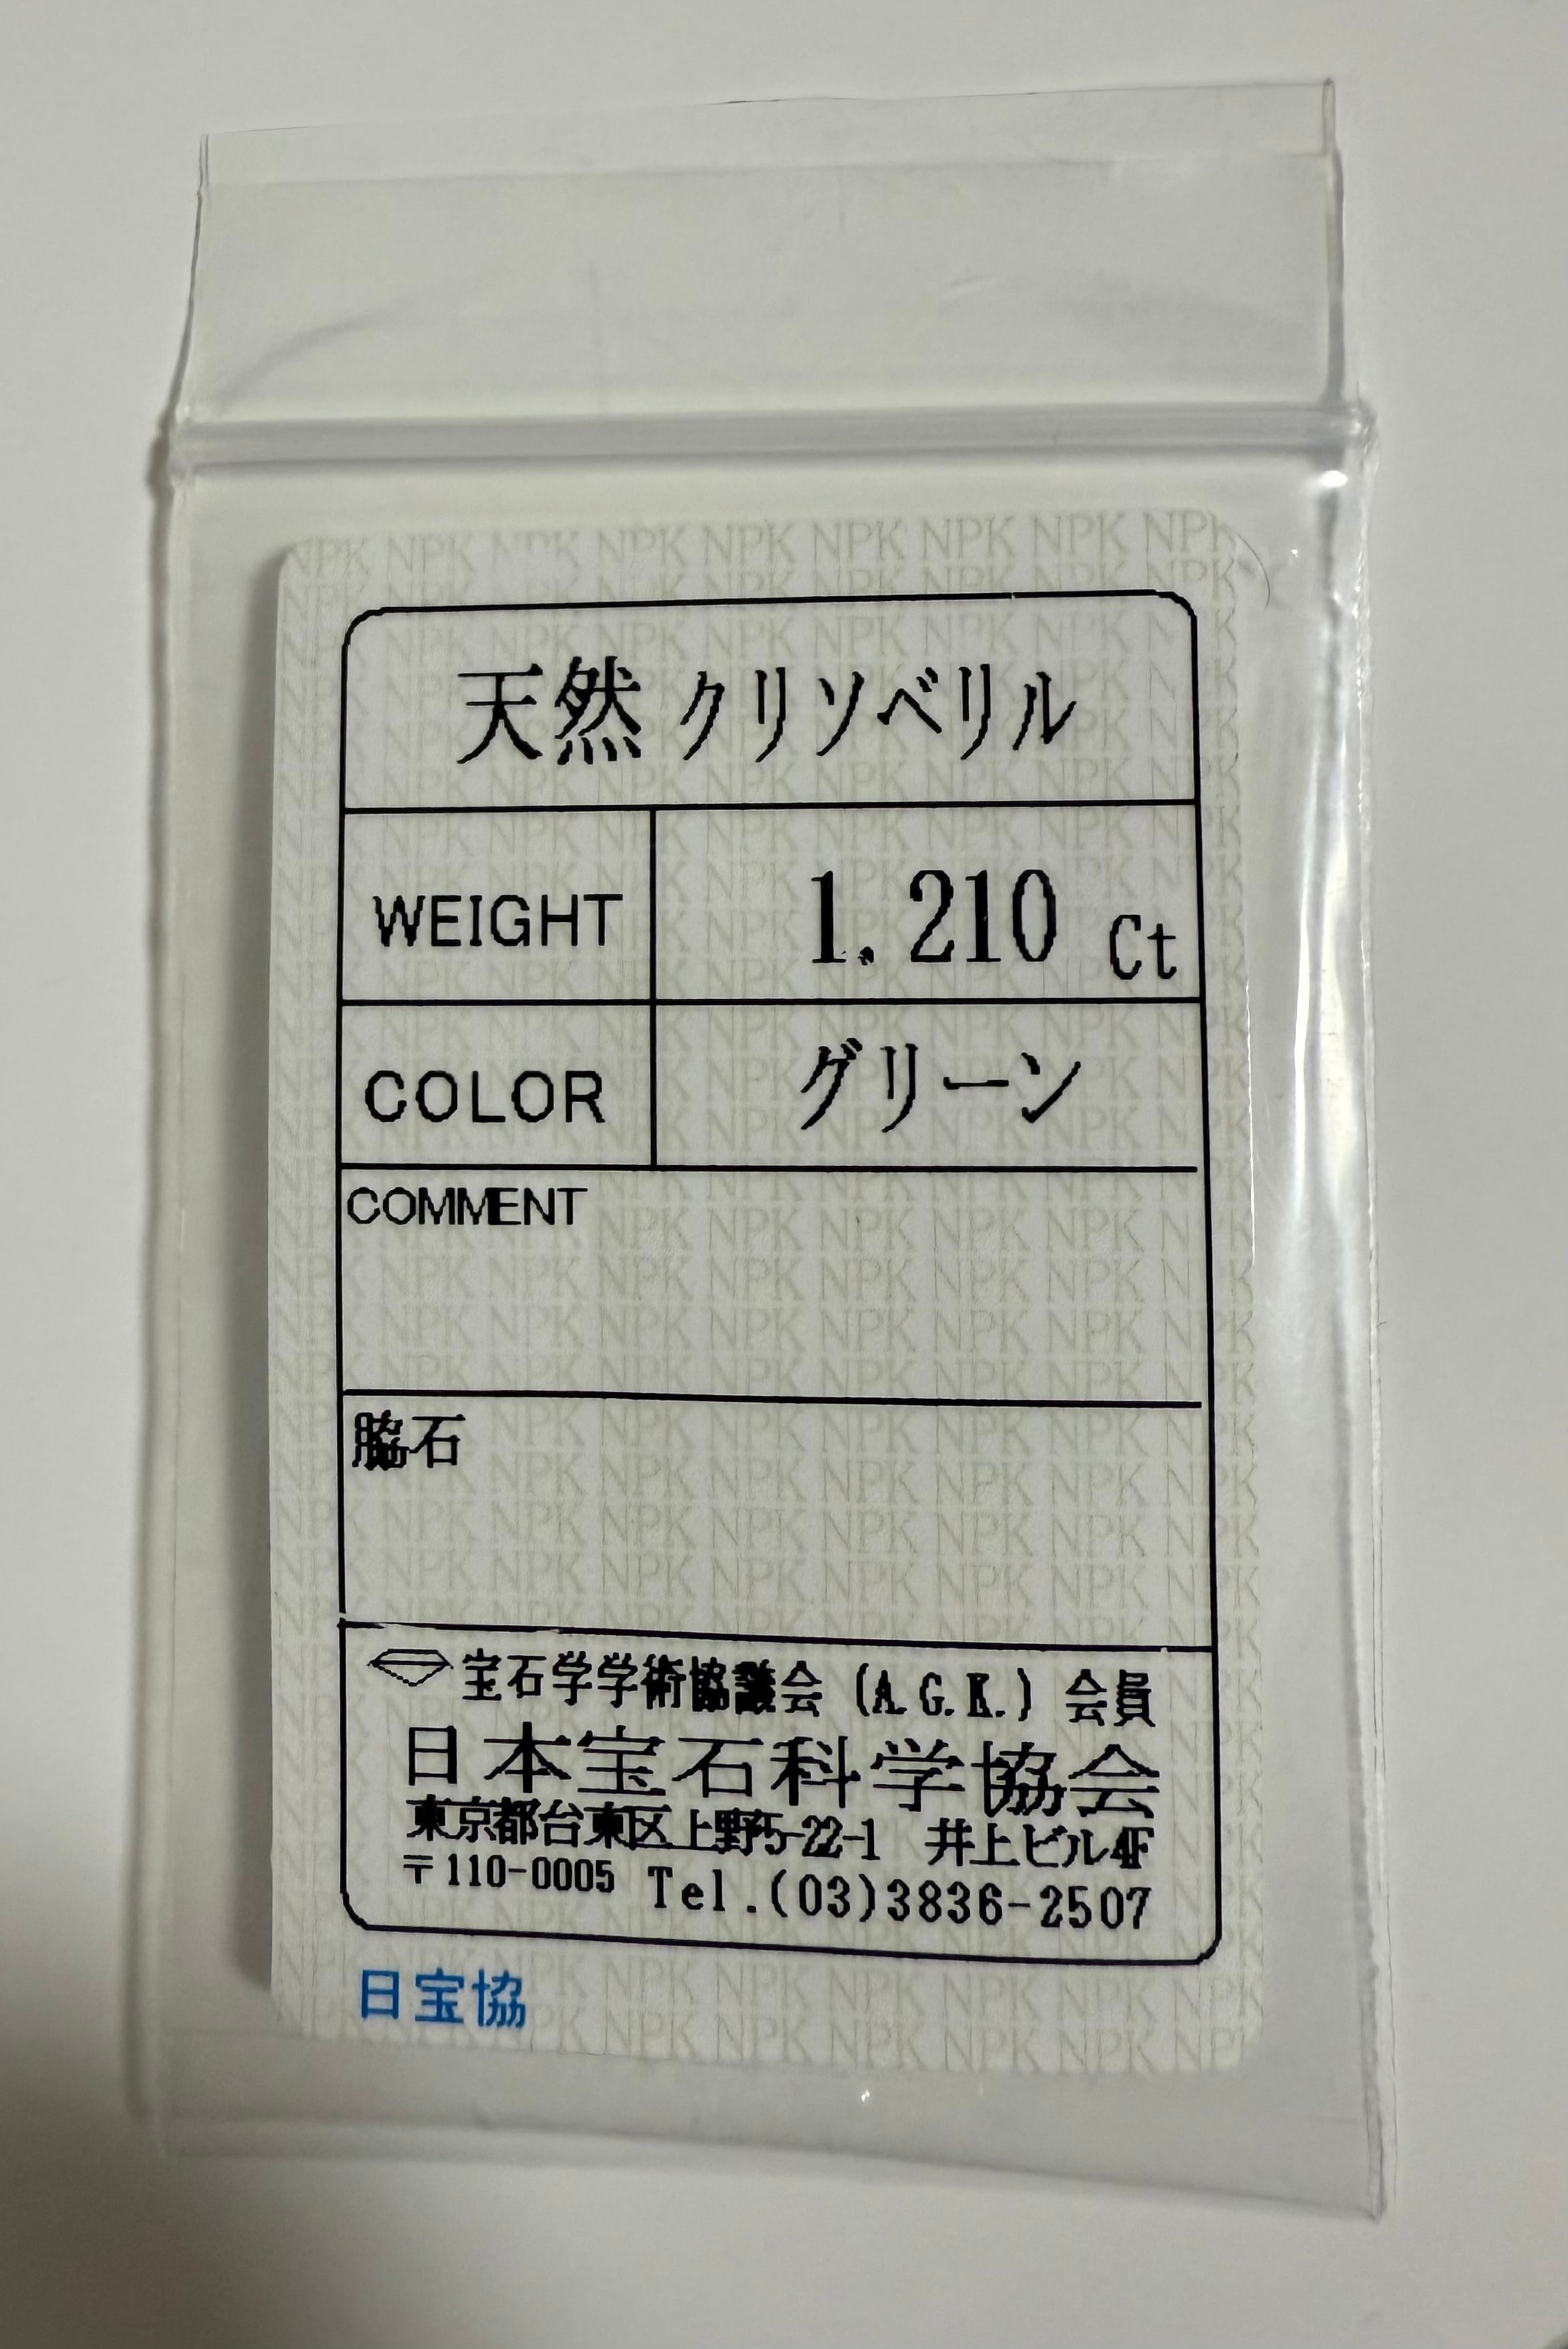 天然 クリソベリル
WEIGHT 1.210 Ct
COLOR グリーン
COMMENT
脇石
宝石学学術協議会 (A.G.K.) 会員
日本宝石科学協会
東京都台東区上野5-22-1 井上ビル4F
〒110-0005 Tel.(03)3836-2507
日宝協